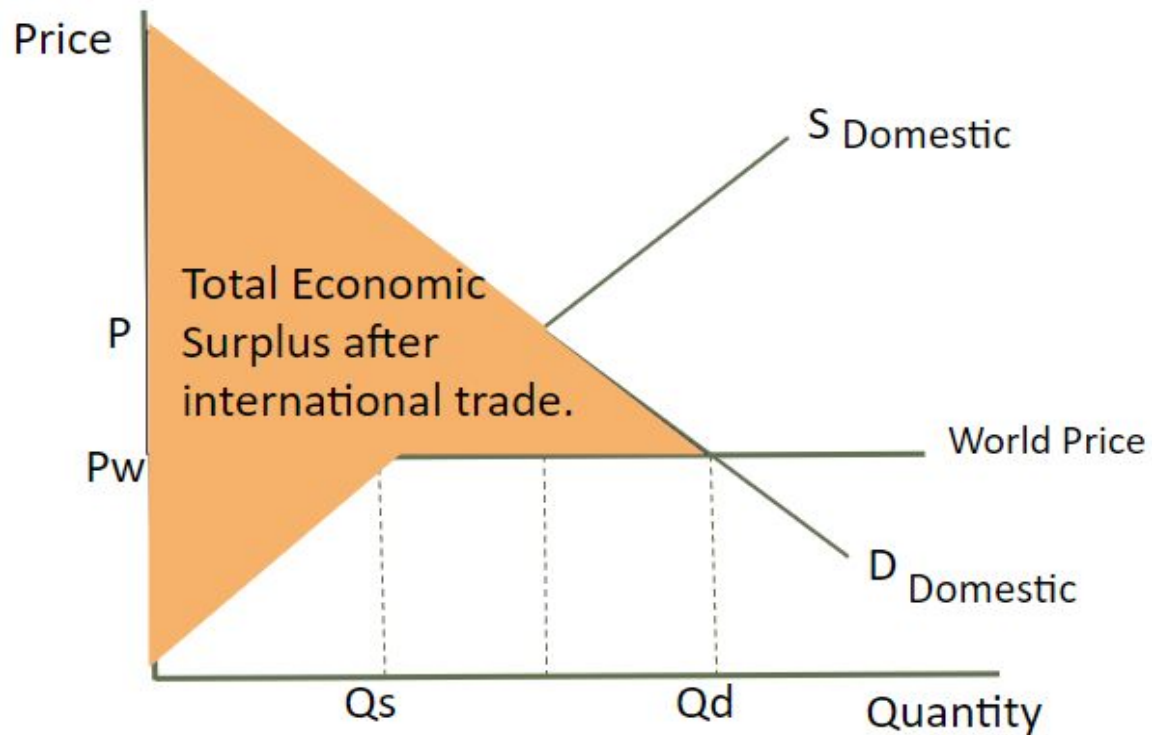 Price
S Domestic
Total Economic
Surplus after
international trade.
P
World Price
Pw
D Domestic
Qs
Qd
Quantity